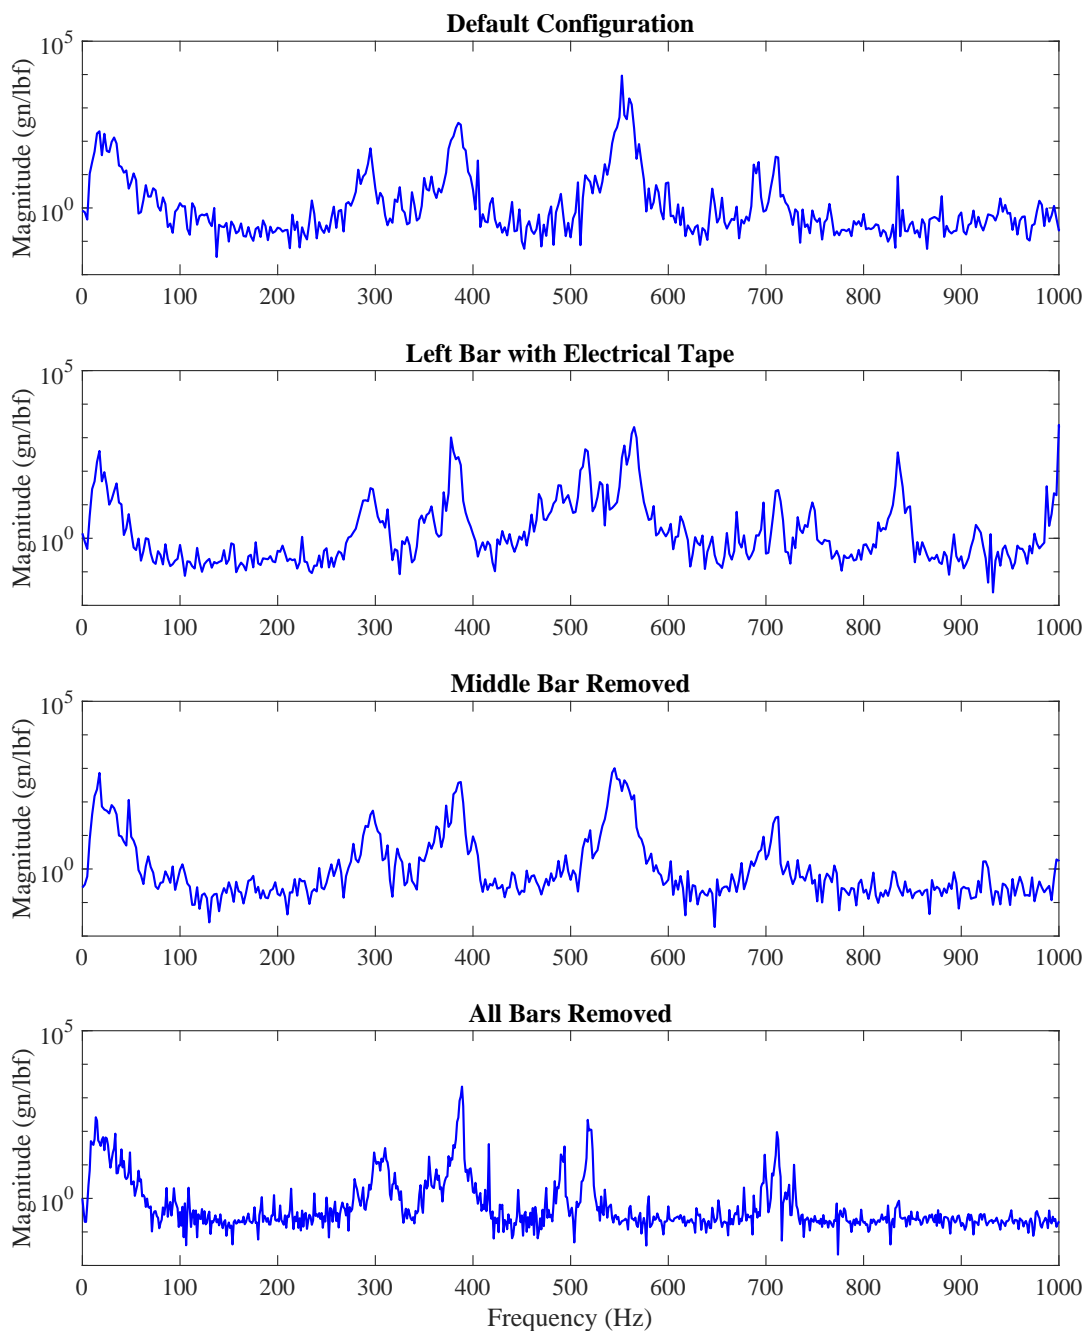 Default Configuration
Magnitude (gn/lbf)
10^5
10^0
0 100 200 300 400 500 600 700 800 900 1000
Left Bar with Electrical Tape
Magnitude (gn/lbf)
10^5
10^0
0 100 200 300 400 500 600 700 800 900 1000
Middle Bar Removed
Magnitude (gn/lbf)
10^5
10^0
0 100 200 300 400 500 600 700 800 900 1000
All Bars Removed
Magnitude (gn/lbf)
10^5
10^0
0 100 200 300 400 500 600 700 800 900 1000
Frequency (Hz)